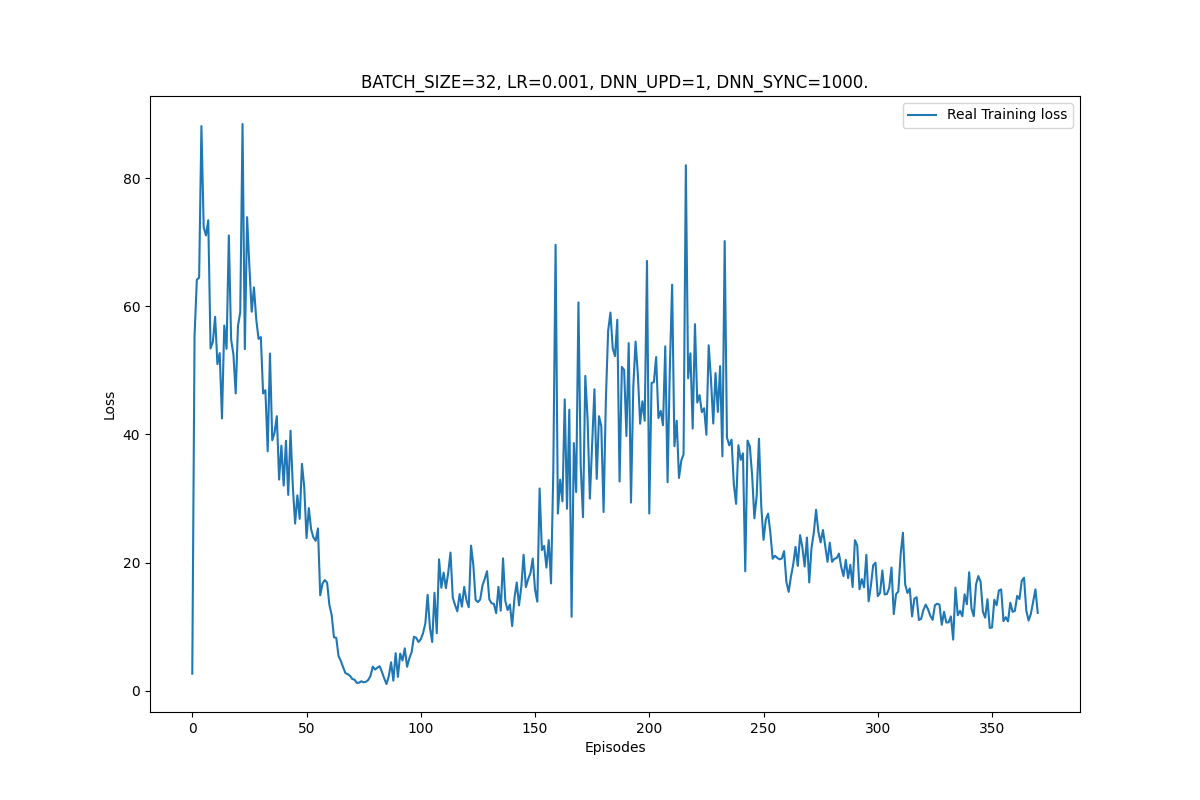 BATCH_SIZE=32, LR=0.001, DNN_UPD=1, DNN_SYNC=1000.
Real Training loss
80
60
40
20
0
Loss
0 50 100 150 200 250 300 350
Episodes